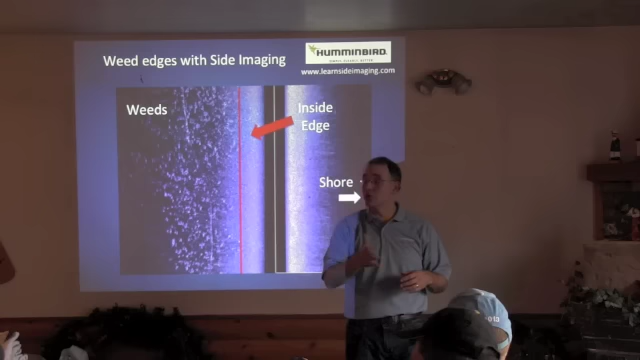 Weed edges with Side Imaging
HUMMINBIRD
www.learnsideimaging.com
Weeds
Inside
Edge
Shore